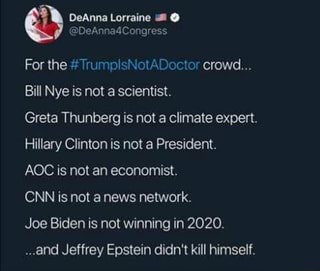 DeAnna Lorraine 🇺🇸
@DeAnna4Congress
For the #TrumpIsNotADoctor crowd...
Bill Nye is not a scientist.
Greta Thunberg is not a climate expert.
Hillary Clinton is not a President.
AOC is not an economist.
CNN is not a news network.
Joe Biden is not winning in 2020.
...and Jeffrey Epstein didn't kill himself.